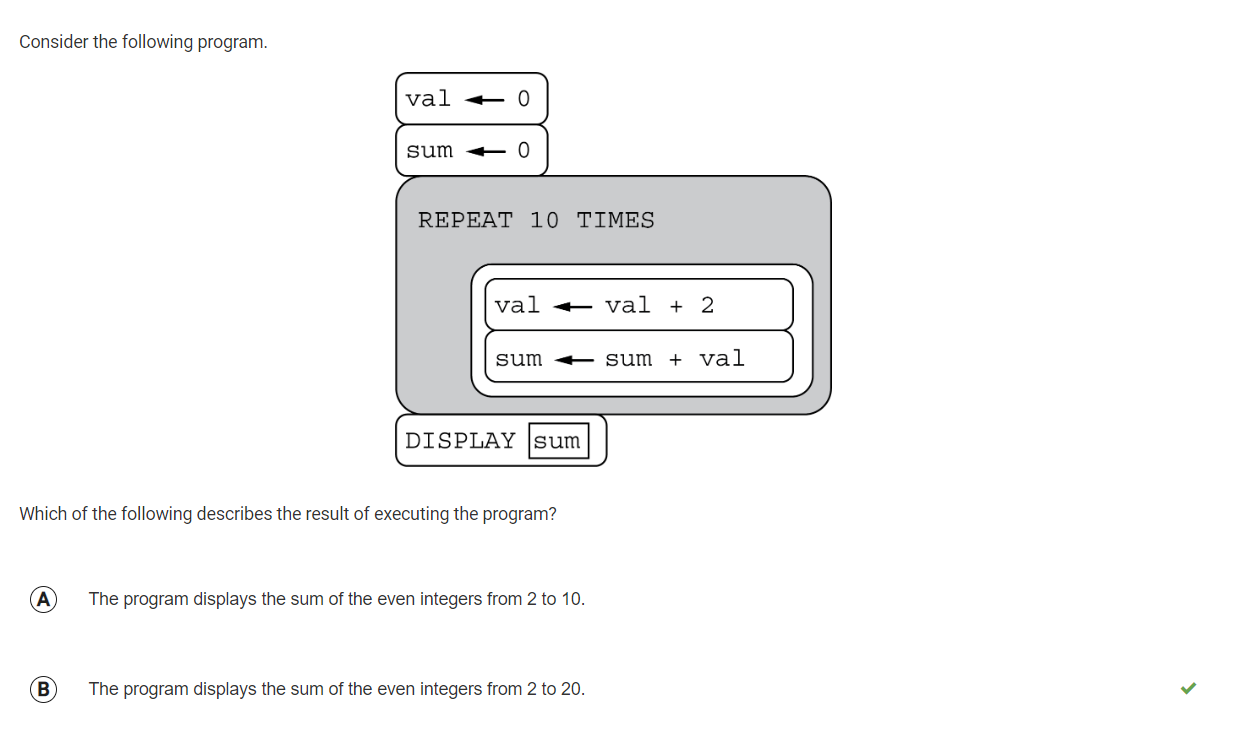 Consider the following program.
val ← 0
sum ← 0
REPEAT 10 TIMES
val ← val + 2
sum ← sum + val
DISPLAY sum
Which of the following describes the result of executing the program?
A The program displays the sum of the even integers from 2 to 10.
B The program displays the sum of the even integers from 2 to 20.